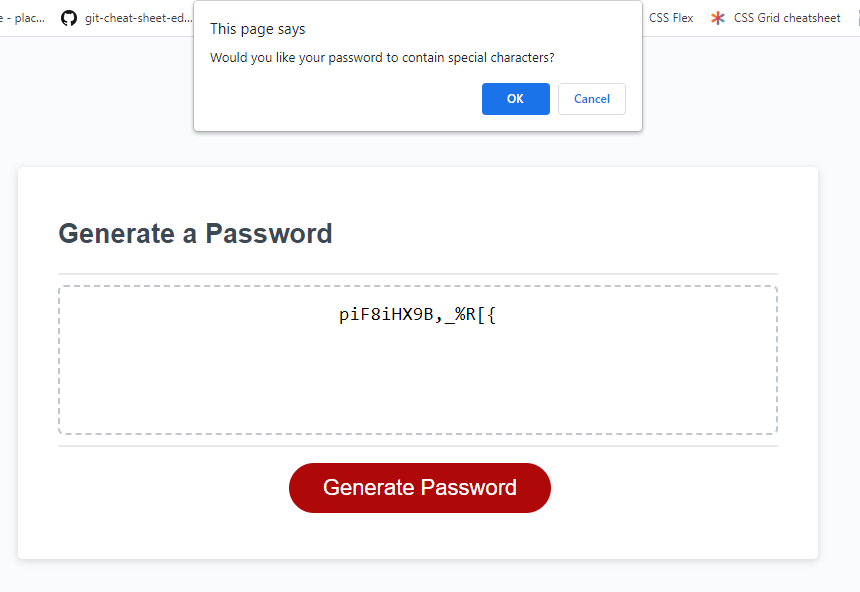 e - plac...
git-cheat-sheet-ed...
CSS Flex
CSS Grid cheatsheet
This page says
Would you like your password to contain special characters?
OK
Cancel
Generate a Password
piF8iHX9B,_%R[{
Generate Password